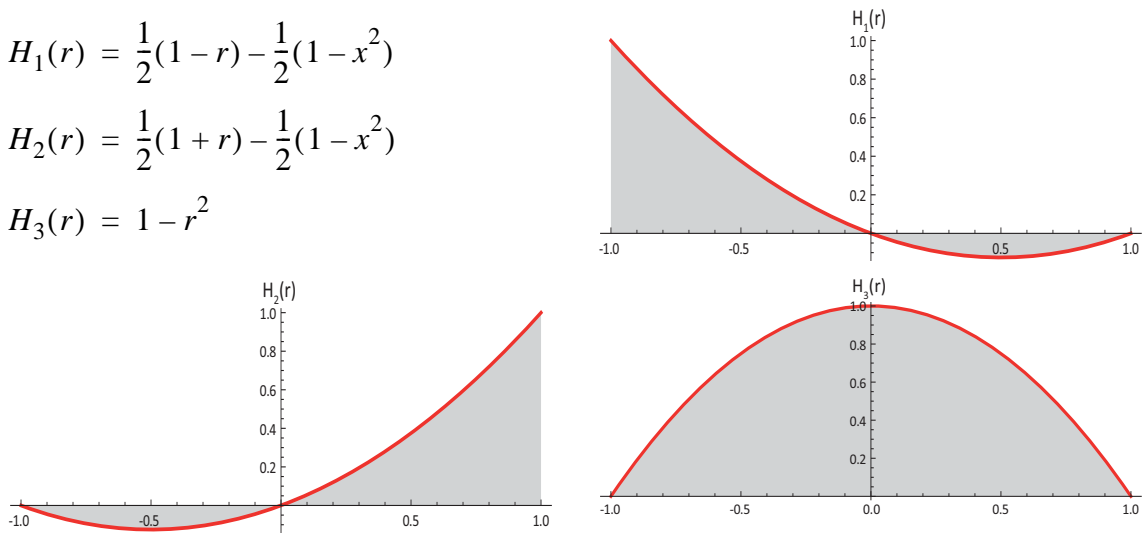 H₁(r) = 1/2(1 – r) – 1/2(1 – x²)
H₂(r) = 1/2(1 + r) – 1/2(1 – x²)
H₃(r) = 1 – r²
H₁(r)
1.0
0.8
0.6
0.4
0.2
-1.0 -0.5 0.5 1.0
H₂(r)
1.0
0.8
0.6
0.4
0.2
-1.0 -0.5 0.5 1.0
H₃(r)
1.0
0.8
0.6
0.4
0.2
-1.0 -0.5 0.0 0.5 1.0